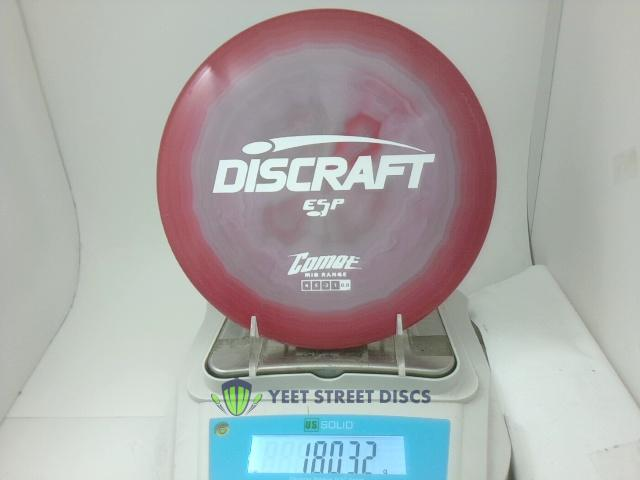 DISCRAFT
ESP
Comet
MID RANGE
YEET STREET DISCS
US SOLID
180.32 g